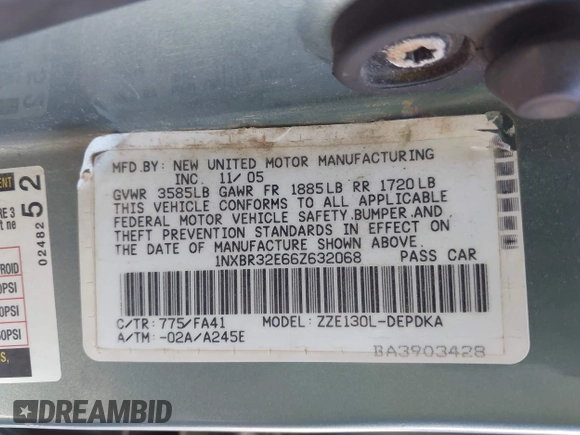 MFD.BY: NEW UNITED MOTOR MANUFACTURING
INC. 11/05
GVWR 3585LB GAWR FR 1885LB RR 1720LB
THIS VEHICLE CONFORMS TO ALL APPLICABLE
FEDERAL MOTOR VEHICLE SAFETY,BUMPER,AND
THEFT PREVENTION STANDARDS IN EFFECT ON
THE DATE OF MANUFACTURE SHOWN ABOVE.
1NXBR32E66Z632068 PASS CAR
C/TR: 775/FA41 MODEL: ZZE130L-DEPDKA
A/TM: -02A/A245E
BA3903428
02482 52
DREAMBID